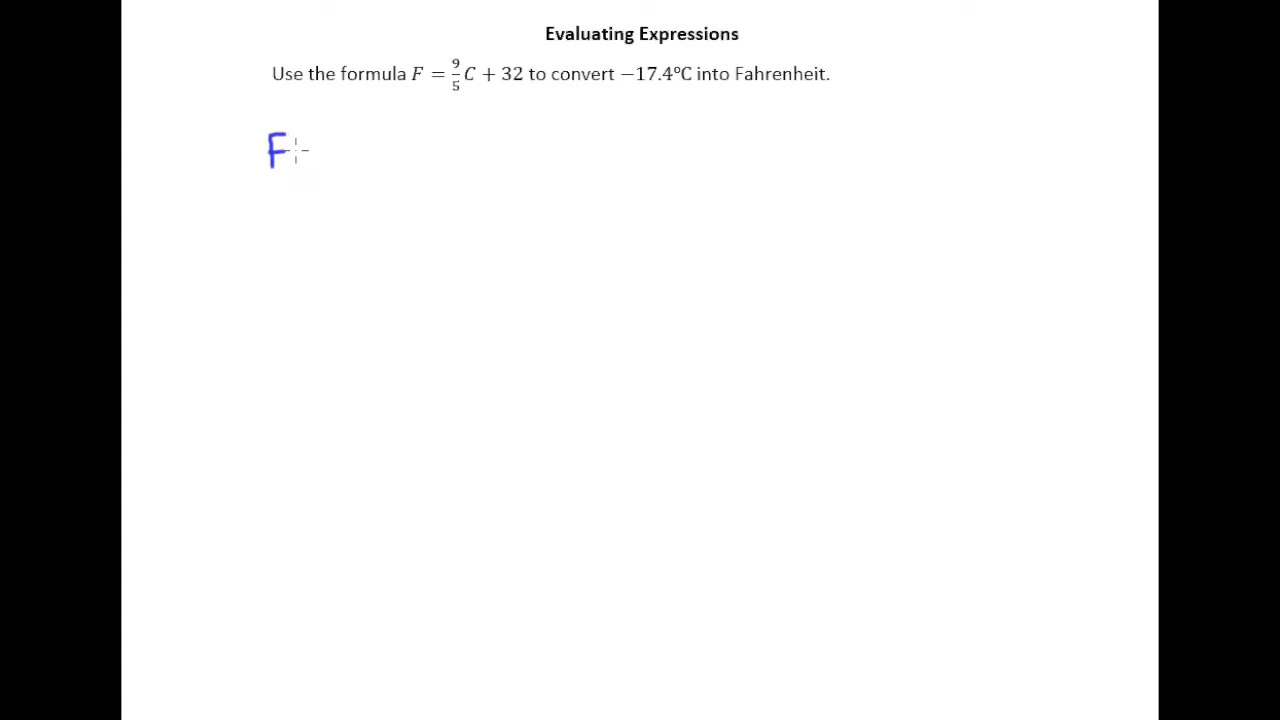 Evaluating Expressions
Use the formula F = 9/5 C + 32 to convert −17.4°C into Fahrenheit.
F